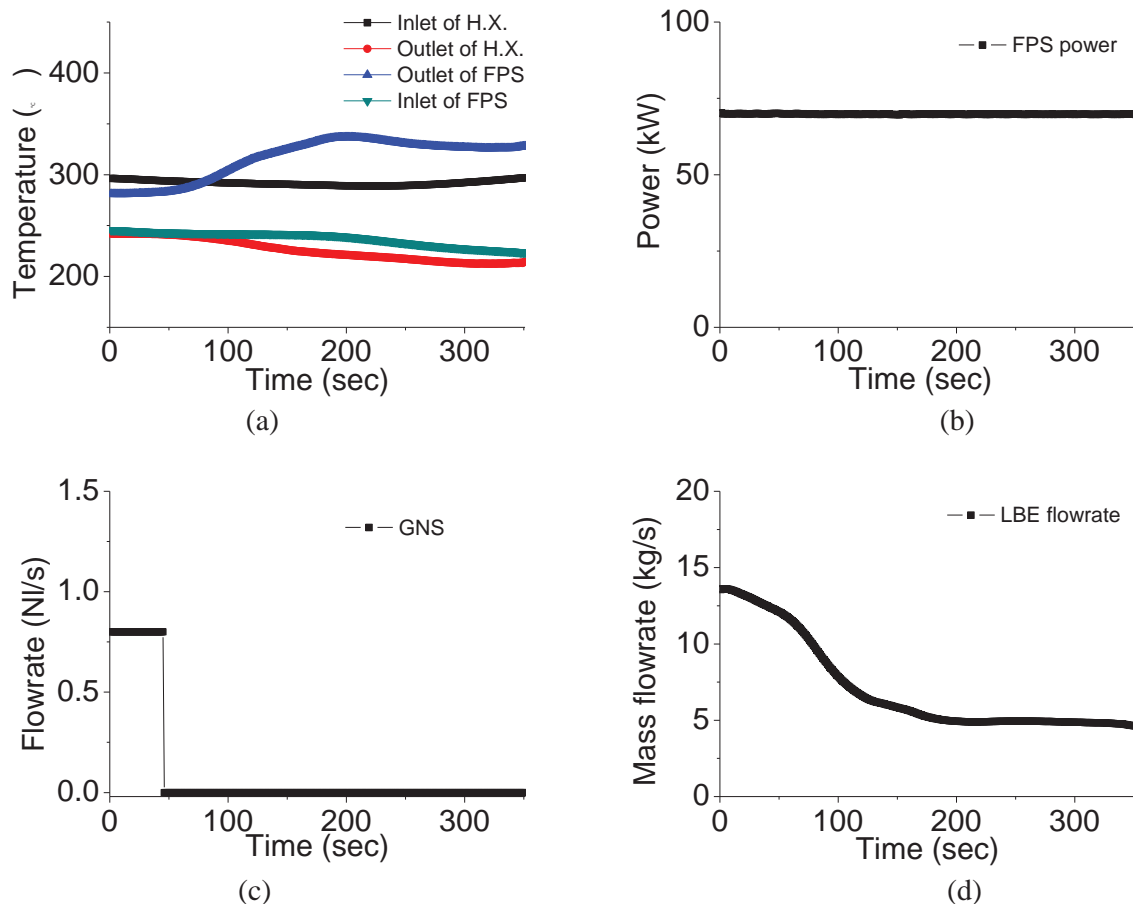 Inlet of H.X.
Outlet of H.X.
Outlet of FPS
Inlet of FPS
Temperature (℃)
400
300
200
0 100 200 300
Time (sec)
(a)
FPS power
Power (kW)
100
50
0
0 100 200 300
Time (sec)
(b)
GNS
Flowrate (Nl/s)
1.5
1.0
0.5
0.0
0 100 200 300
Time (sec)
(c)
LBE flowrate
Mass flowrate (kg/s)
20
15
10
5
0
0 100 200 300
Time (sec)
(d)